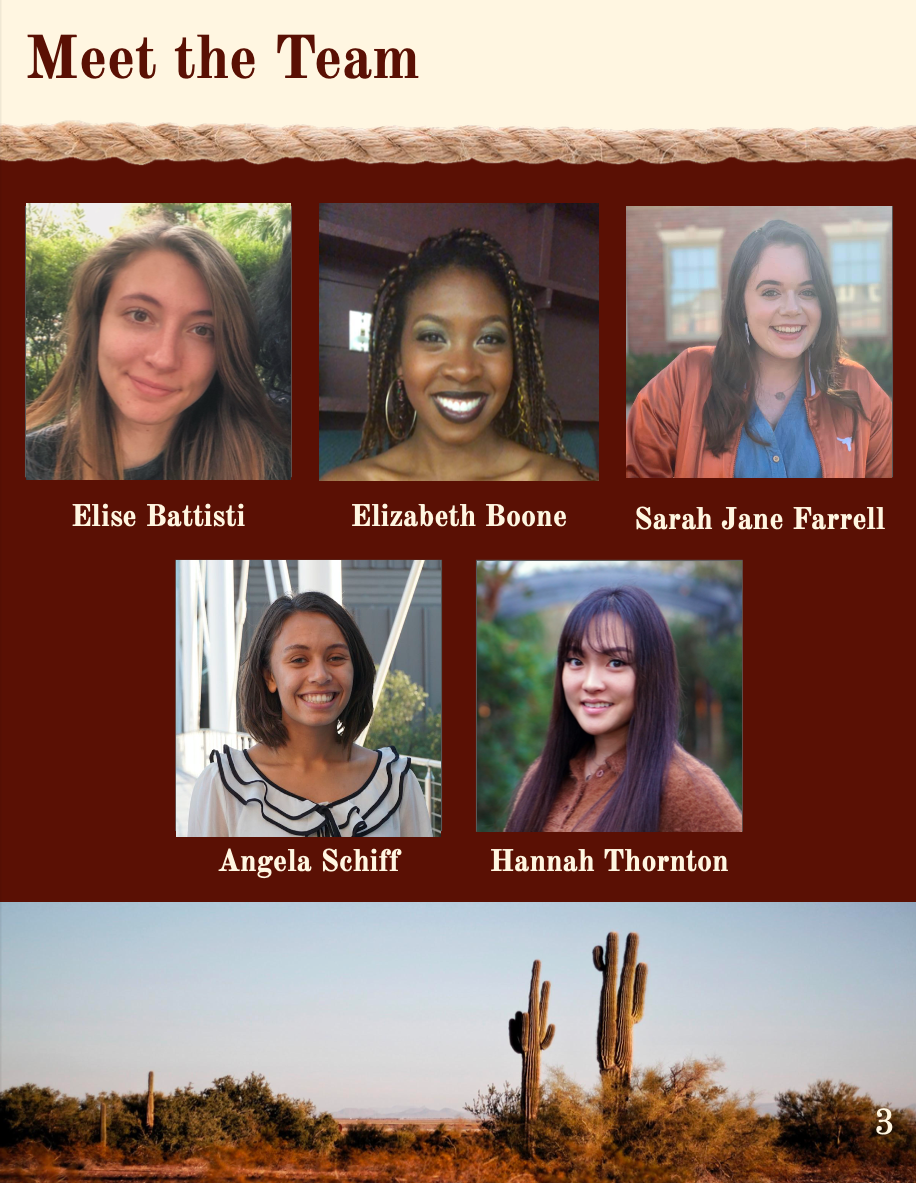 Meet the Team
Elise Battisti
Elizabeth Boone
Sarah Jane Farrell
Angela Schiff
Hannah Thornton
3